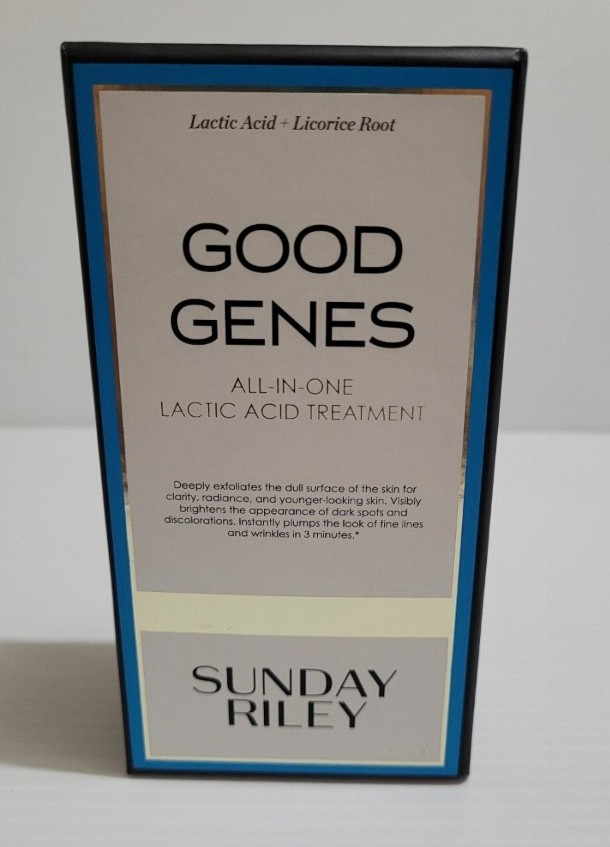 Lactic Acid + Licorice Root
GOOD
GENES
ALL-IN-ONE
LACTIC ACID TREATMENT
Deeply exfoliates the dull surface of the skin for
clarity, radiance, and younger-looking skin. Visibly
brightens the appearance of dark spots and
discolorations. Instantly plumps the look of fine lines
and wrinkles in 3 minutes.*
SUNDAY
RILEY